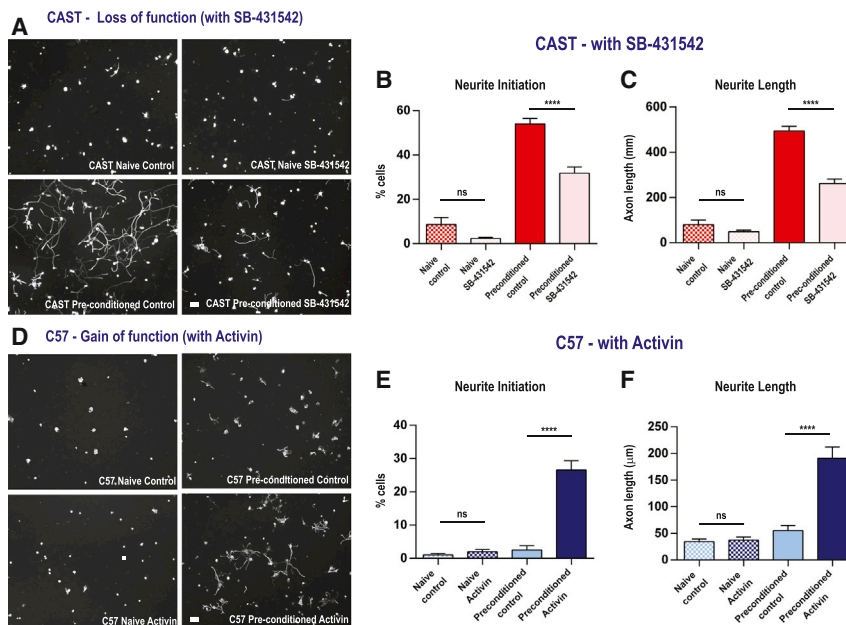 A
CAST - Loss of function (with SB-431542)
CAST Naive Control
CAST Naive SB-431542
CAST Pre-conditioned Control
CAST Pre-conditioned SB-431542
CAST - with SB-431542
B
Neurite Initiation
% cells
60
40
20
0
ns
****
Naive
control
Naive
SB-431542
Preconditioned
control
Preconditioned
SB-431542
C
Neurite Length
Axon length (mm)
600
400
200
0
ns
****
Naive
control
Naive
SB-431542
Pre-conditioned
control
Prec-conditioned
SB-431542
D
C57 - Gain of function (with Activin)
C57 Naive Control
C57 Pre-conditioned Control
C57 Naive Activin
C57 Pre-conditioned Activin
C57 - with Activin
E
Neurite Initiation
% cells
40
30
20
10
0
ns
****
Naive
control
Naive
Activin
Preconditioned
control
Preconditioned
Activin
F
Neurite Length
Axon length (μm)
250
200
150
100
50
0
ns
****
Naive
control
Naive
Activin
Preconditioned
control
Preconditioned
Activin